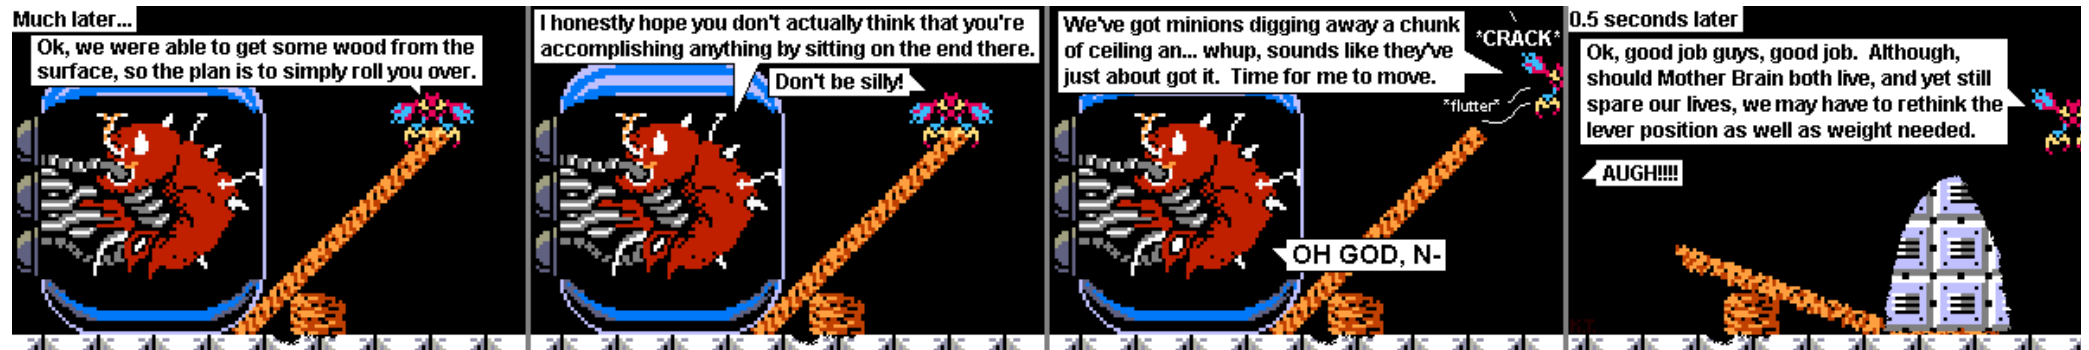 Much later...
Ok, we were able to get some wood from the
surface, so the plan is to simply roll you over.
I honestly hope you don't actually think that you're
accomplishing anything by sitting on the end there.
Don't be silly!
We've got minions digging away a chunk
of ceiling an... whup, sounds like they've
just about got it.  Time for me to move.
*CRACK*
*flutter*
OH GOD, N-
0.5 seconds later
Ok, good job guys, good job.  Although,
should Mother Brain both live, and yet still
spare our lives, we may have to rethink the
lever position as well as weight needed.
AUGH!!!!